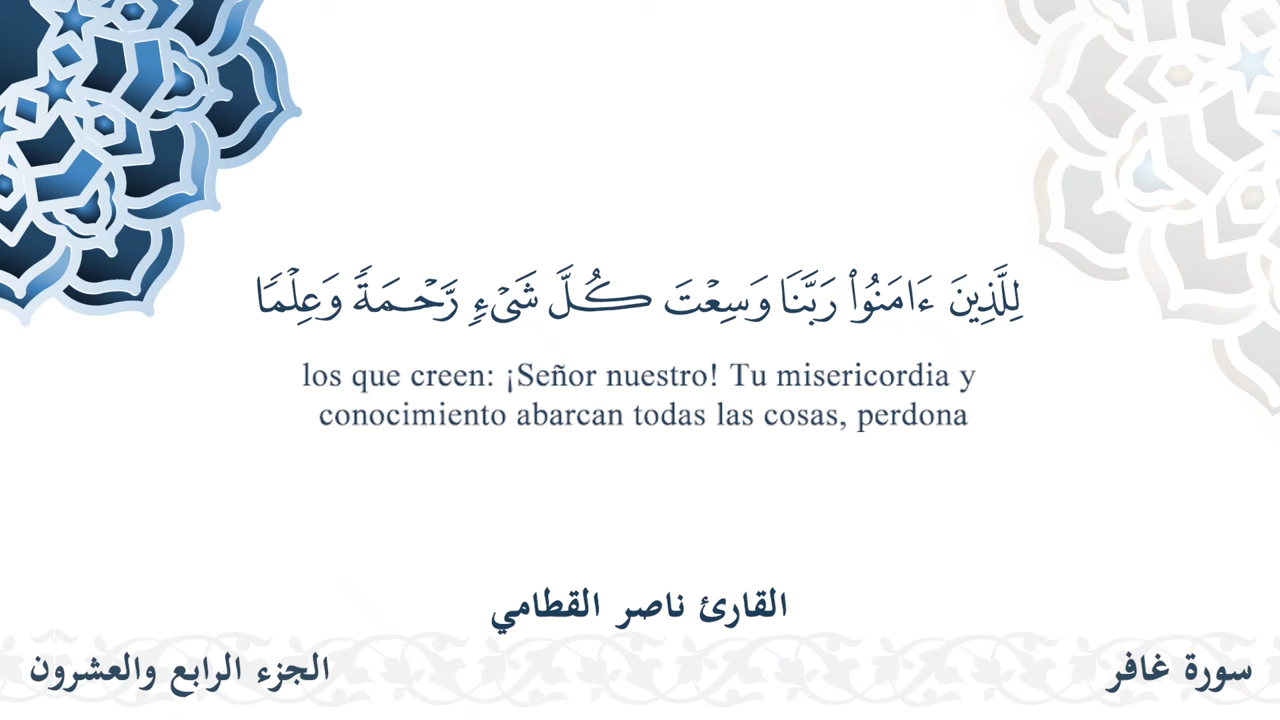 لِلَّذِينَ ءَامَنُوا۟ رَبَّنَا وَسِعْتَ كُلَّ شَىْءٍ رَّحْمَةً وَعِلْمًا
los que creen: ¡Señor nuestro! Tu misericordia y
conocimiento abarcan todas las cosas, perdona
القارئ ناصر القطامي
سورة غافر
الجزء الرابع والعشرون